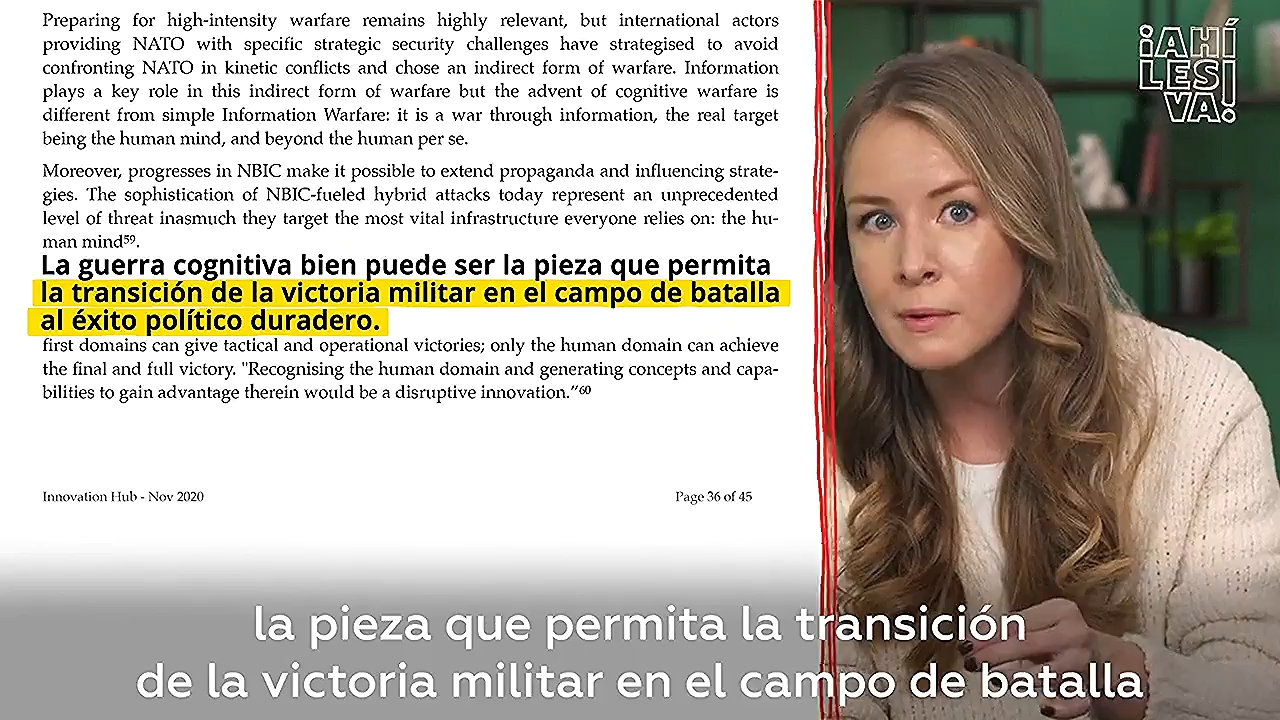 Preparing for high-intensity warfare remains highly relevant, but international actors
providing NATO with specific strategic security challenges have strategised to avoid
confronting NATO in kinetic conflicts and chose an indirect form of warfare. Information
plays a key role in this indirect form of warfare but the advent of cognitive warfare is
different from simple Information Warfare: it is a war through information, the real target
being the human mind, and beyond the human per se.
Moreover, progresses in NBIC make it possible to extend propaganda and influencing strate-
gies. The sophistication of NBIC-fueled hybrid attacks today represent an unprecedented
level of threat inasmuch they target the most vital infrastructure everyone relies on: the hu-
man mind⁵⁹.
La guerra cognitiva bien puede ser la pieza que permita
la transición de la victoria militar en el campo de batalla
al éxito político duradero.
first domains can give tactical and operational victories; only the human domain can achieve
the final and full victory. "Recognising the human domain and generating concepts and capa-
bilities to gain advantage therein would be a disruptive innovation.”⁶⁰
Innovation Hub - Nov 2020
Page 36 of 45
¡AHÍ
LES
VA!
la pieza que permita la transición
de la victoria militar en el campo de batalla